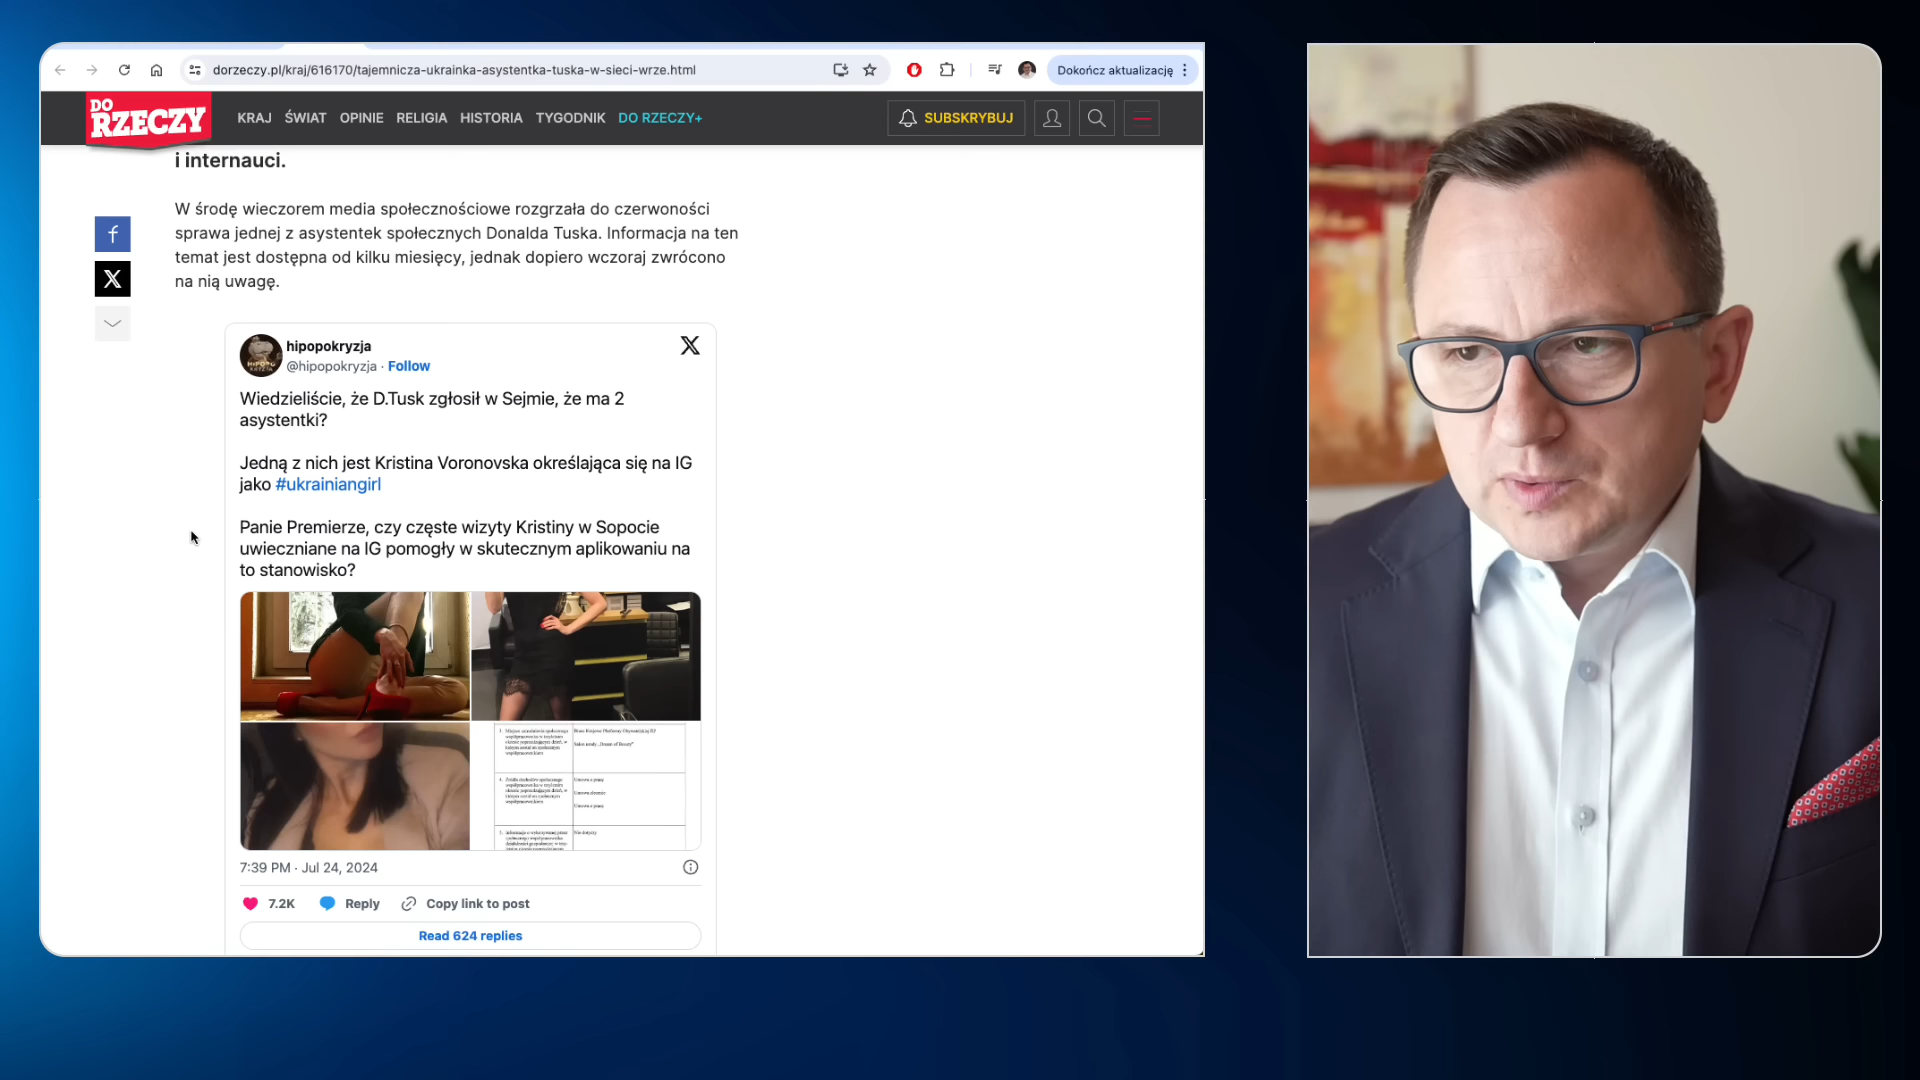 dorzeczy.pl/kraj/616170/tajemnicza-ukrainka-asystentka-tuska-w-sieci-wrze.html
Dokończ aktualizację
DO RZECZY
KRAJ ŚWIAT OPINIE RELIGIA HISTORIA TYGODNIK DO RZECZY+
SUBSKRYBUJ
i internauci.
W środę wieczorem media społecznościowe rozgrzała do czerwoności
sprawa jednej z asystentek społecznych Donalda Tuska. Informacja na ten
temat jest dostępna od kilku miesięcy, jednak dopiero wczoraj zwrócono
na nią uwagę.
hipopokryzja
@hipopokryzja · Follow
Wiedzieliście, że D.Tusk zgłosił w Sejmie, że ma 2
asystentki?
Jedną z nich jest Kristina Voronovska określająca się na IG
jako #ukrainiangirl
Panie Premierze, czy częste wizyty Kristiny w Sopocie
uwieczniane na IG pomogły w skutecznym aplikowaniu na
to stanowisko?
7:39 PM · Jul 24, 2024
7.2K Reply Copy link to post
Read 624 replies